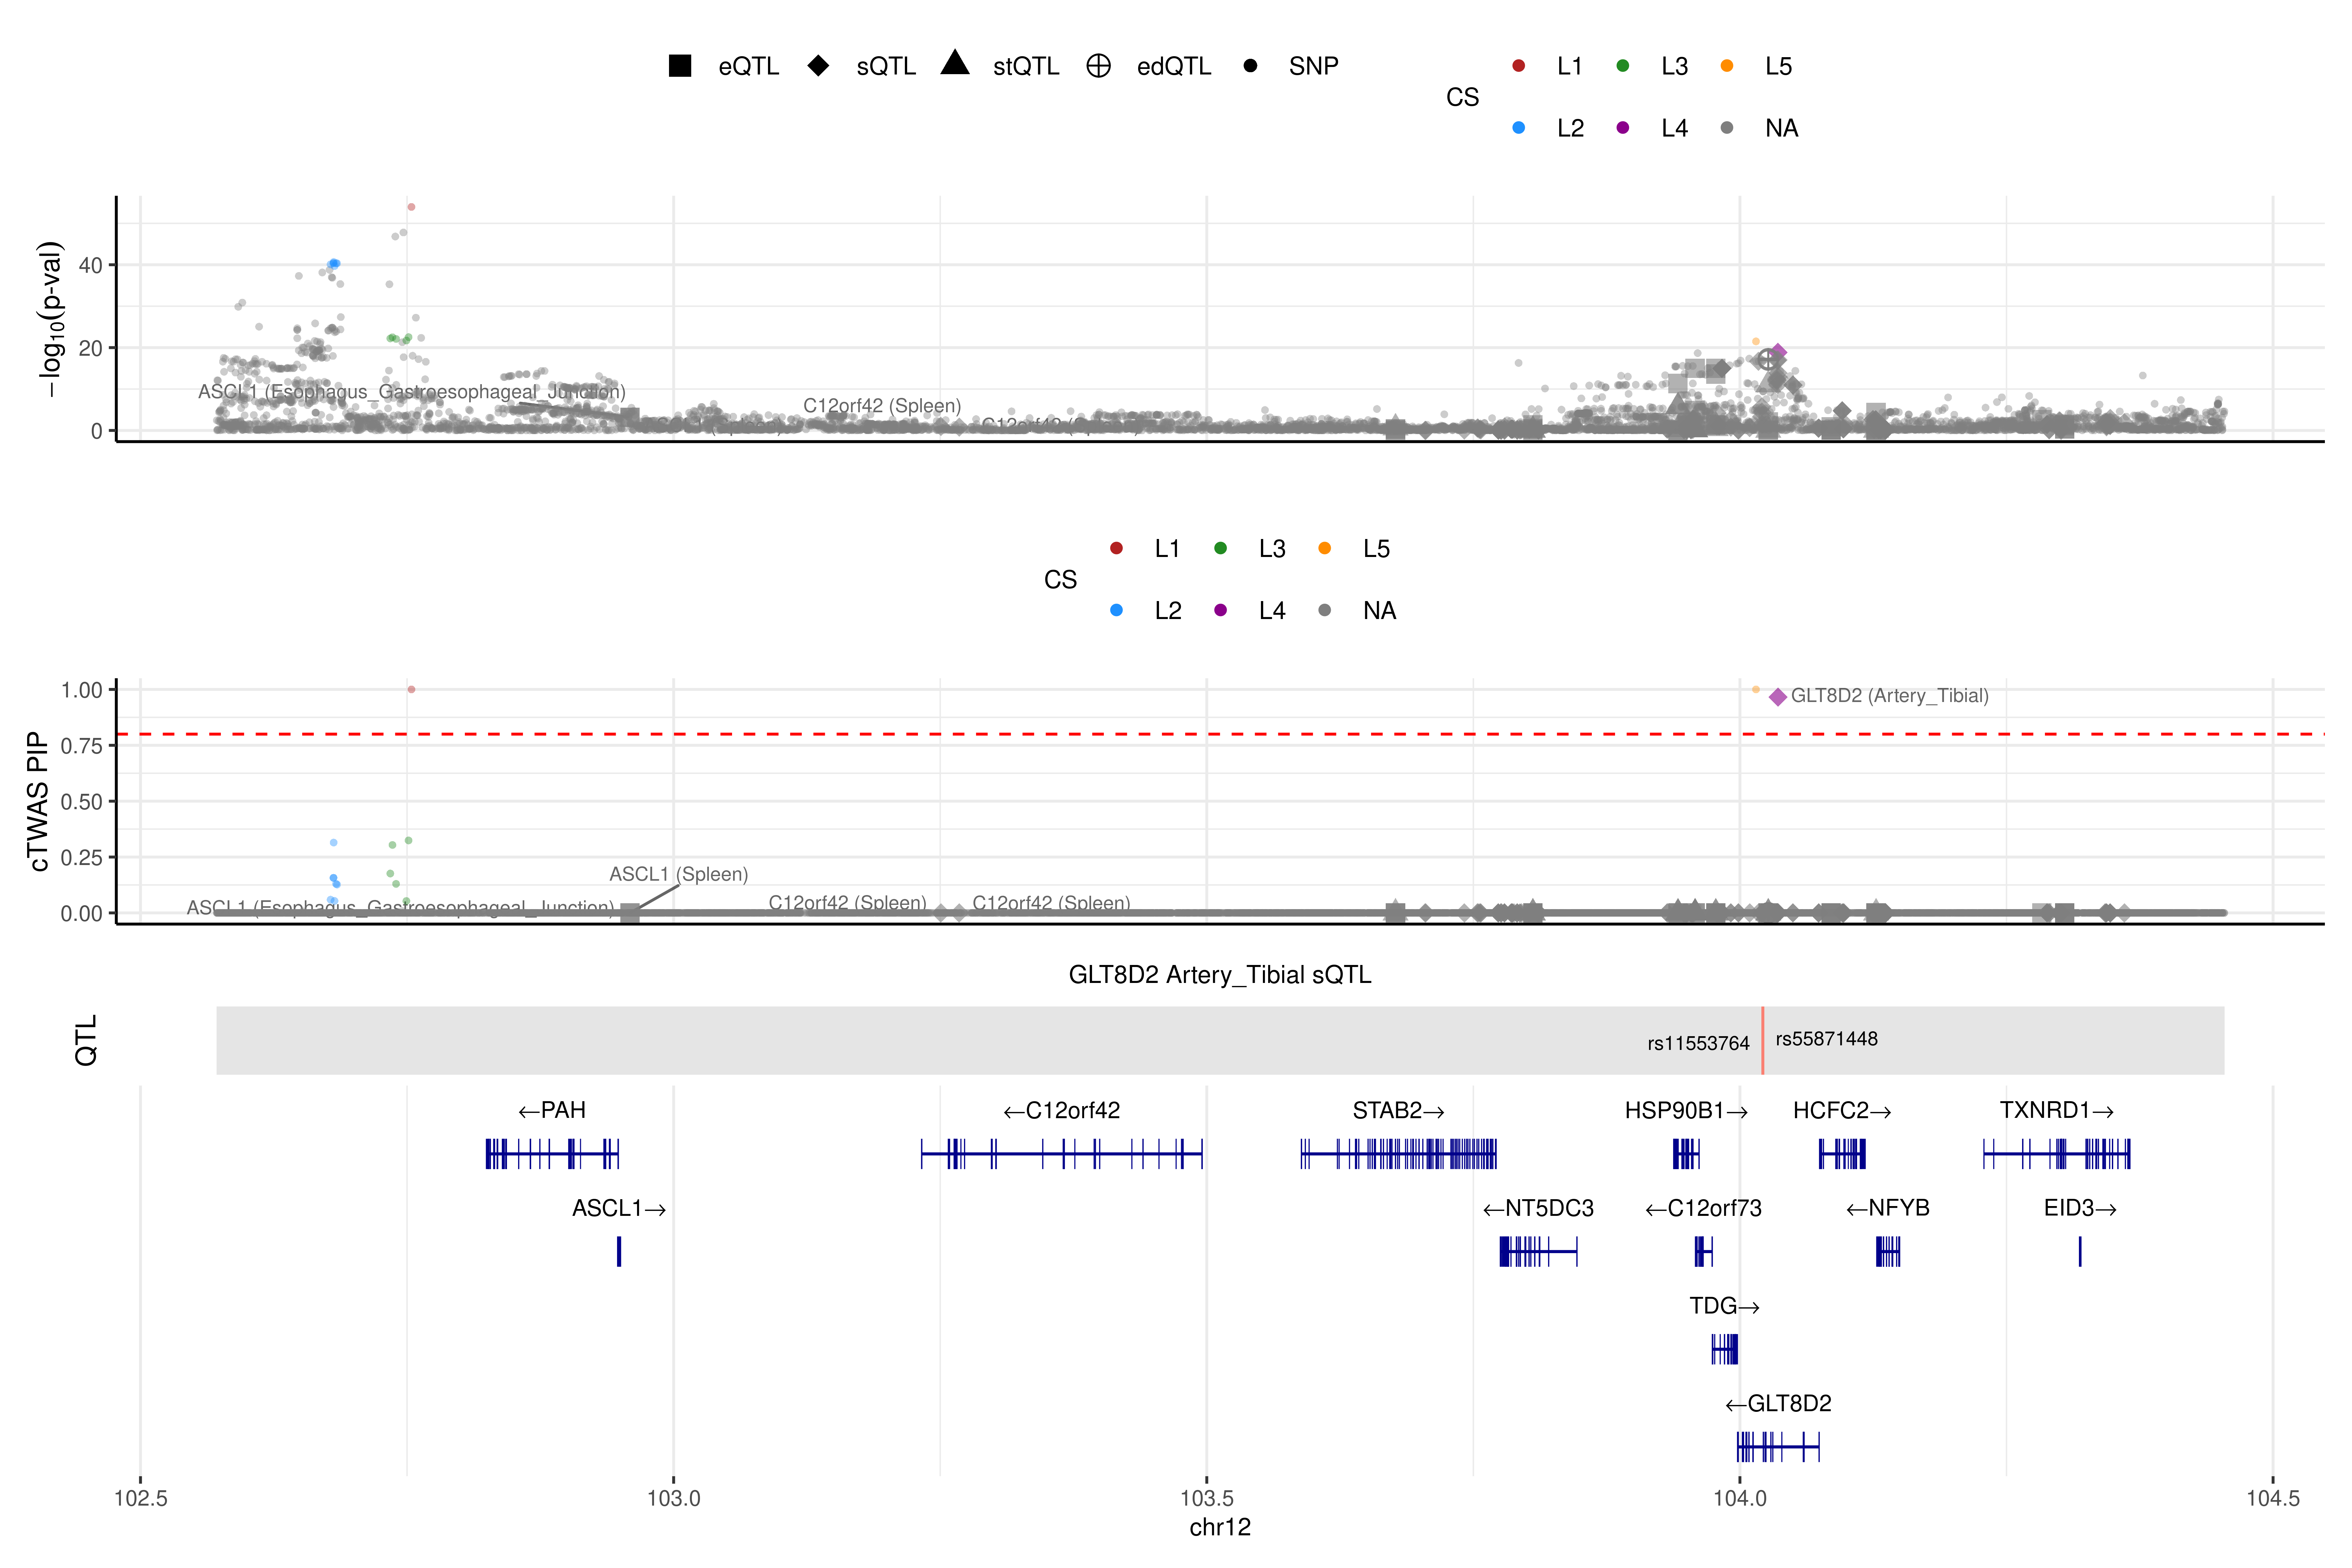 eQTL sQTL stQTL edQTL SNP
CS
L1 L3 L5
L2 L4 NA
−log10(p-val)
40
20
0
ASCL1 (Esophagus_Gastroesophageal_Junction)
C12orf42 (Spleen)
C12orf42 (Spleen)
CS
L1 L3 L5
L2 L4 NA
cTWAS PIP
1.00
0.75
0.50
0.25
0.00
GLT8D2 (Artery_Tibial)
ASCL1 (Spleen)
ASCL1 (Esophagus_Gastroesophageal_Junction)
C12orf42 (Spleen)
C12orf42 (Spleen)
GLT8D2 Artery_Tibial sQTL
QTL
rs11553764 rs55871448
←PAH ←C12orf42 STAB2→ HSP90B1→ HCFC2→ TXNRD1→
ASCL1→ ←NT5DC3 ←C12orf73 ←NFYB EID3→
TDG→
←GLT8D2
102.5 103.0 103.5 104.0 104.5
chr12